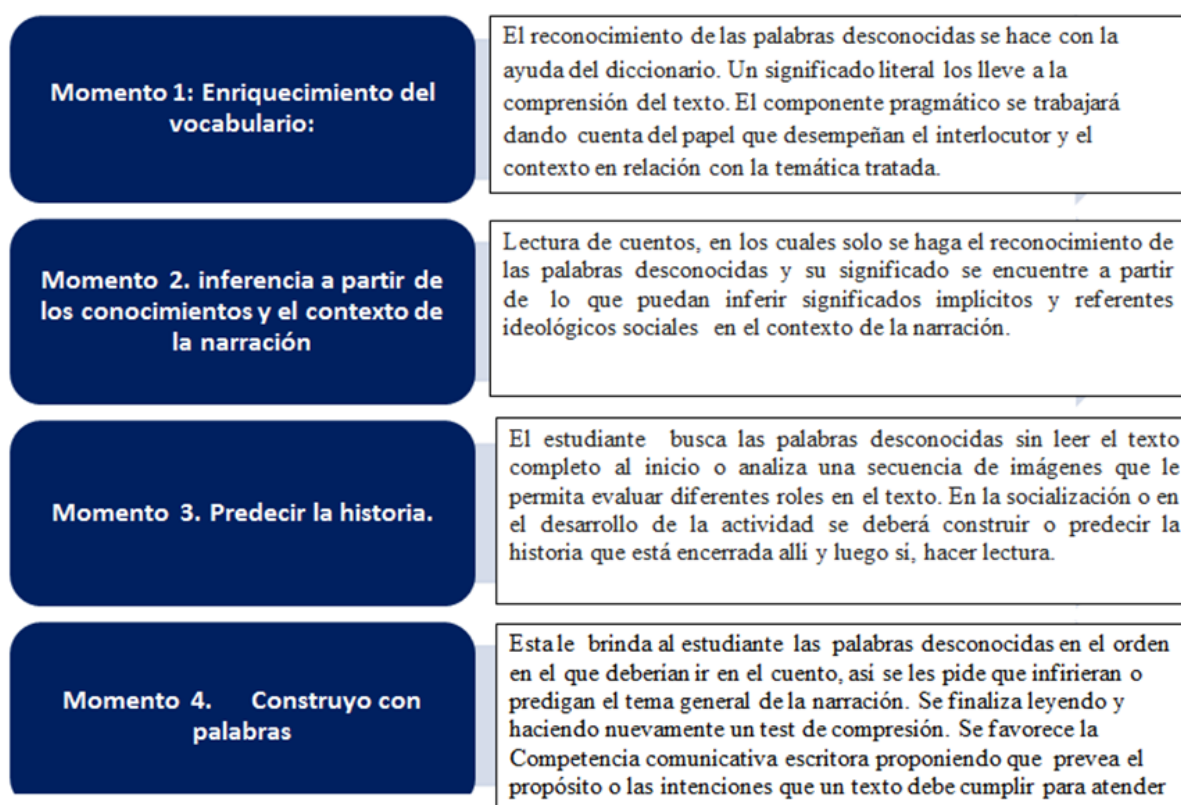 Momento 1: Enriquecimiento del
vocabulario:
El reconocimiento de las palabras desconocidas se hace con la
ayuda del diccionario. Un significado literal los lleve a la
comprensión del texto. El componente pragmático se trabajará
dando cuenta del papel que desempeñan el interlocutor y el
contexto en relación con la temática tratada.
Momento 2. inferencia a partir de
los conocimientos y el contexto de
la narración
Lectura de cuentos, en los cuales solo se haga el reconocimiento de
las palabras desconocidas y su significado se encuentre a partir
de lo que puedan inferir significados implícitos y referentes
ideológicos sociales en el contexto de la narración.
Momento 3. Predecir la historia.
El estudiante busca las palabras desconocidas sin leer el texto
completo al inicio o analiza una secuencia de imágenes que le
permita evaluar diferentes roles en el texto. En la socialización o en
el desarrollo de la actividad se deberá construir o predecir la
historia que está encerrada allí y luego sí, hacer lectura.
Momento 4. Construyo con
palabras
Esta le brinda al estudiante las palabras desconocidas en el orden
en el que deberían ir en el cuento, así se les pide que infirieran o
predigan el tema general de la narración. Se finaliza leyendo y
haciendo nuevamente un test de compresión. Se favorece la
Competencia comunicativa escritora proponiendo que prevea el
propósito o las intenciones que un texto debe cumplir para atender